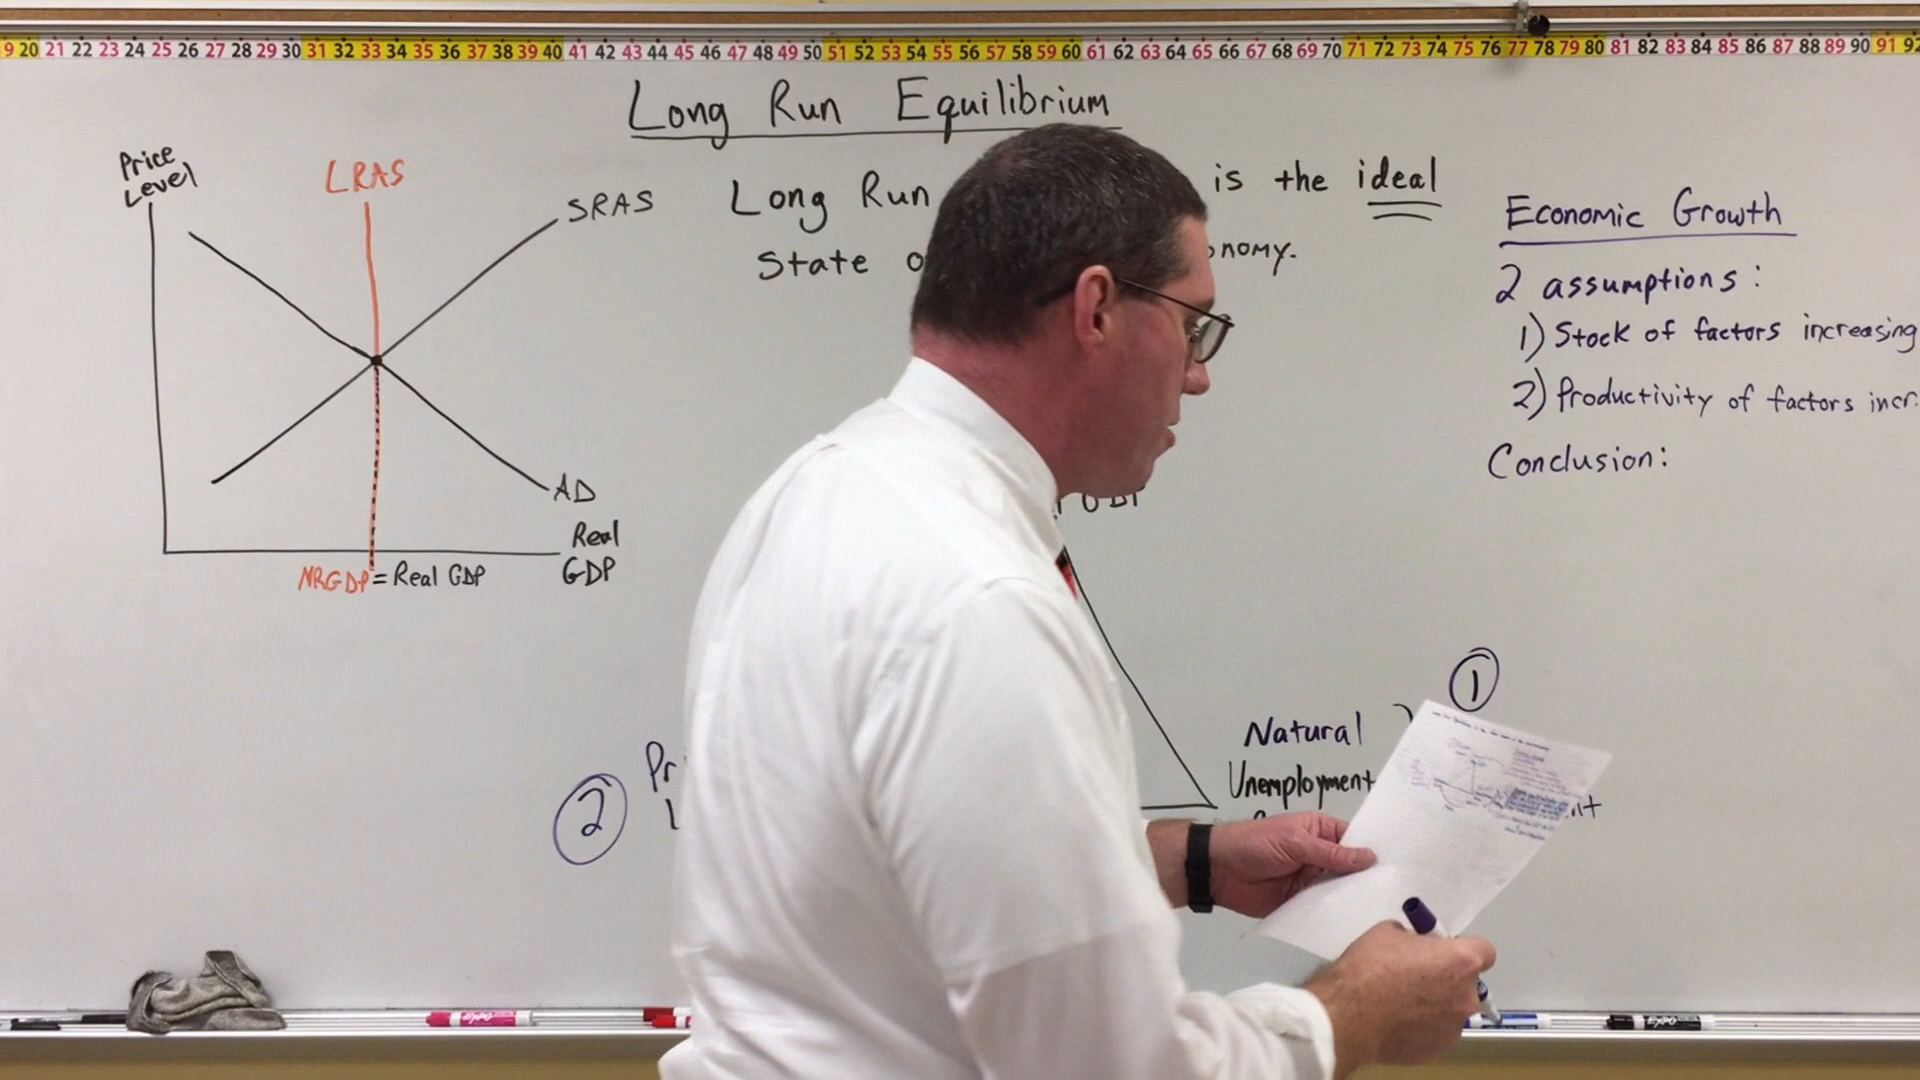 9 20 21 22 23 24 25 26 27 28 29 30 31 32 33 34 35 36 37 38 39 40 41 42 43 44 45 46 47 48 49 50 51 52 53 54 55 56 57 58 59 60 61 62 63 64 65 66 67 68 69 70 71 72 73 74 75 76 77 78 79 80 81 82 83 84 85 86 87 88 89 90 91 92
Long Run Equilibrium
Price
Level
LRAS
SRAS
AD
Real
GDP
NRGDP = Real GDP
Long Run is the ideal
State o nomy.
Economic Growth
2 assumptions:
1) Stock of factors increasing
2) Productivity of factors incr.
Conclusion:
GDP
1
Natural
Unemployment
2
Pr
L
nt
expo